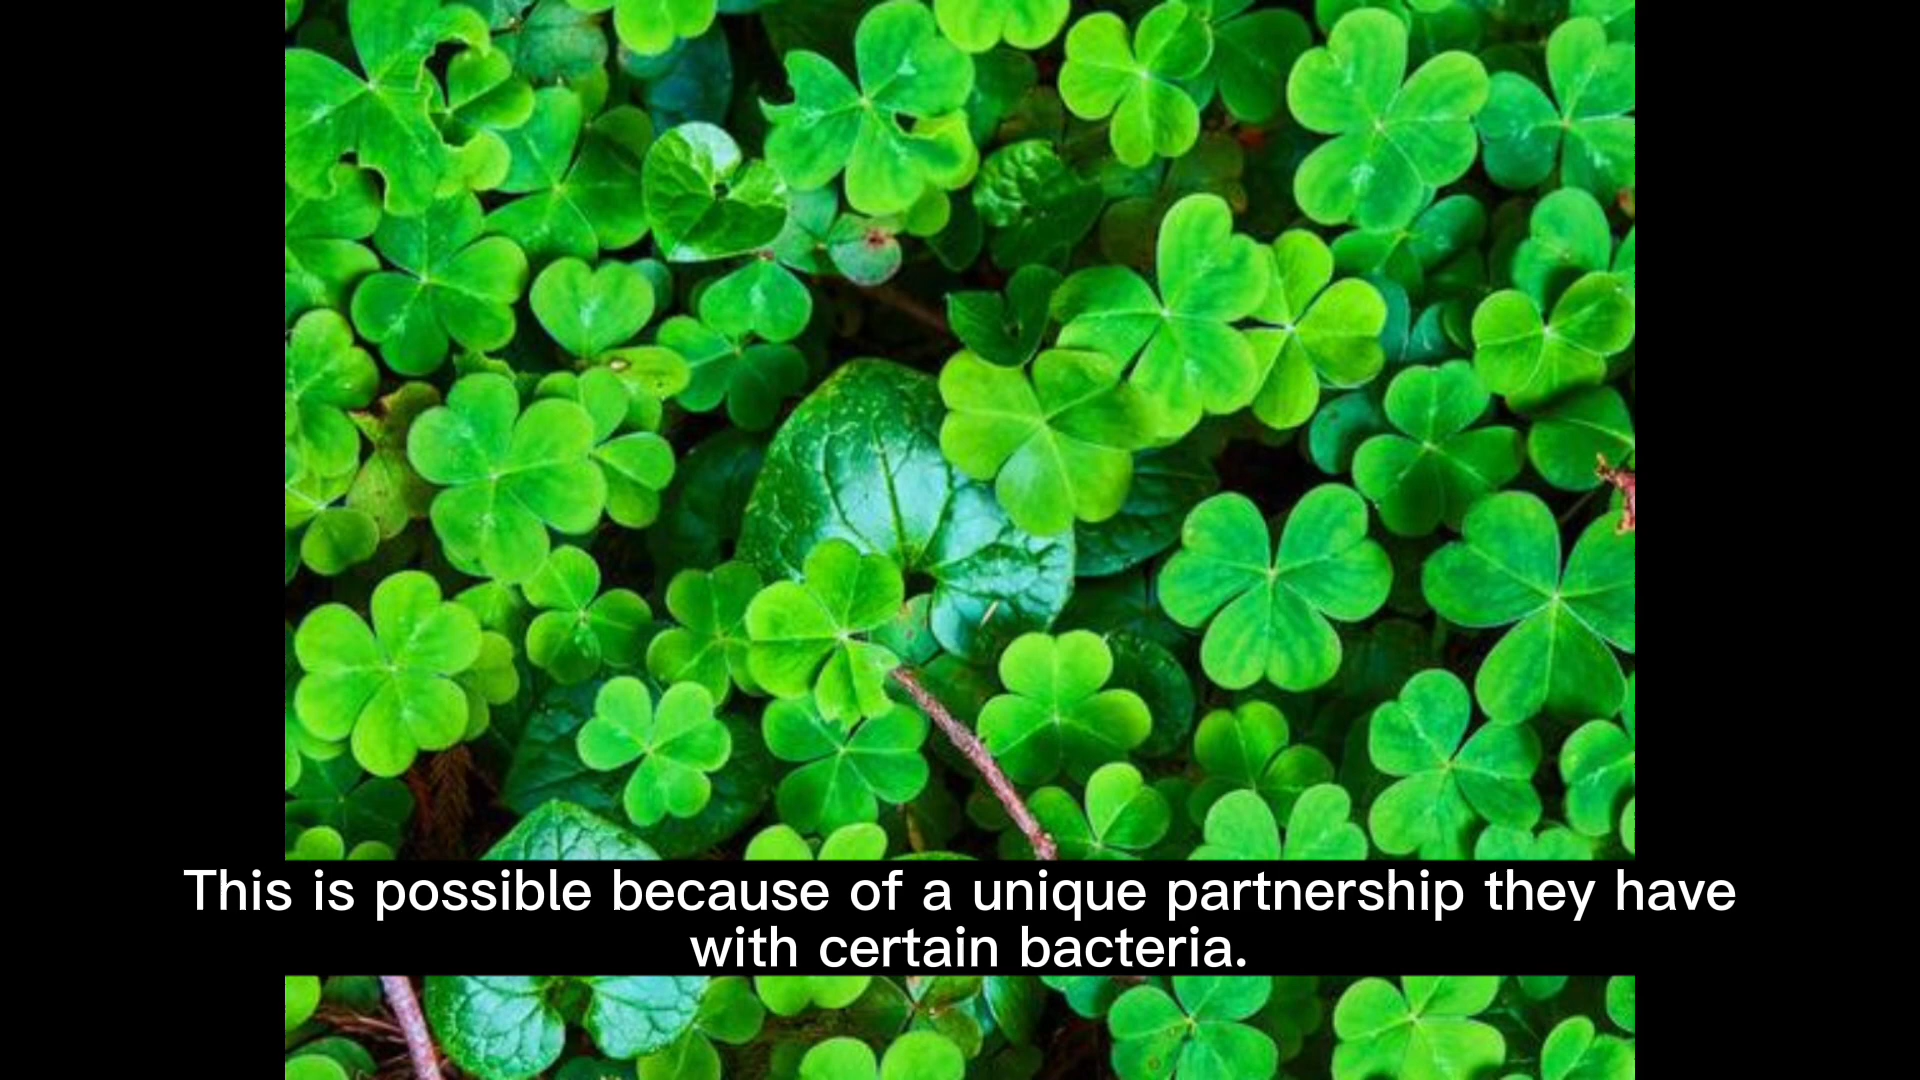 This is possible because of a unique partnership they have
with certain bacteria.